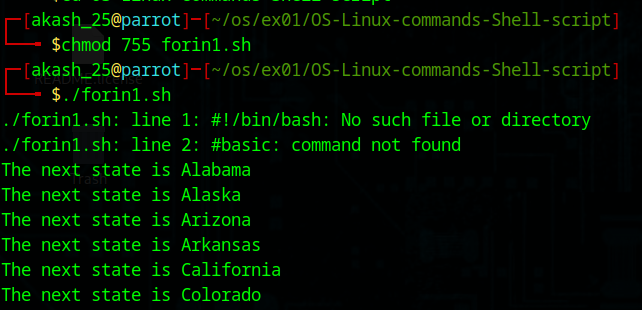 ┌─[akash_25@parrot]─[~/os/ex01/OS-Linux-commands-Shell-script]
└──╼ $chmod 755 forin1.sh
┌─[akash_25@parrot]─[~/os/ex01/OS-Linux-commands-Shell-script]
└──╼ $./forin1.sh
./forin1.sh: line 1: #!/bin/bash: No such file or directory
./forin1.sh: line 2: #basic: command not found
The next state is Alabama
The next state is Alaska
The next state is Arizona
The next state is Arkansas
The next state is California
The next state is Colorado